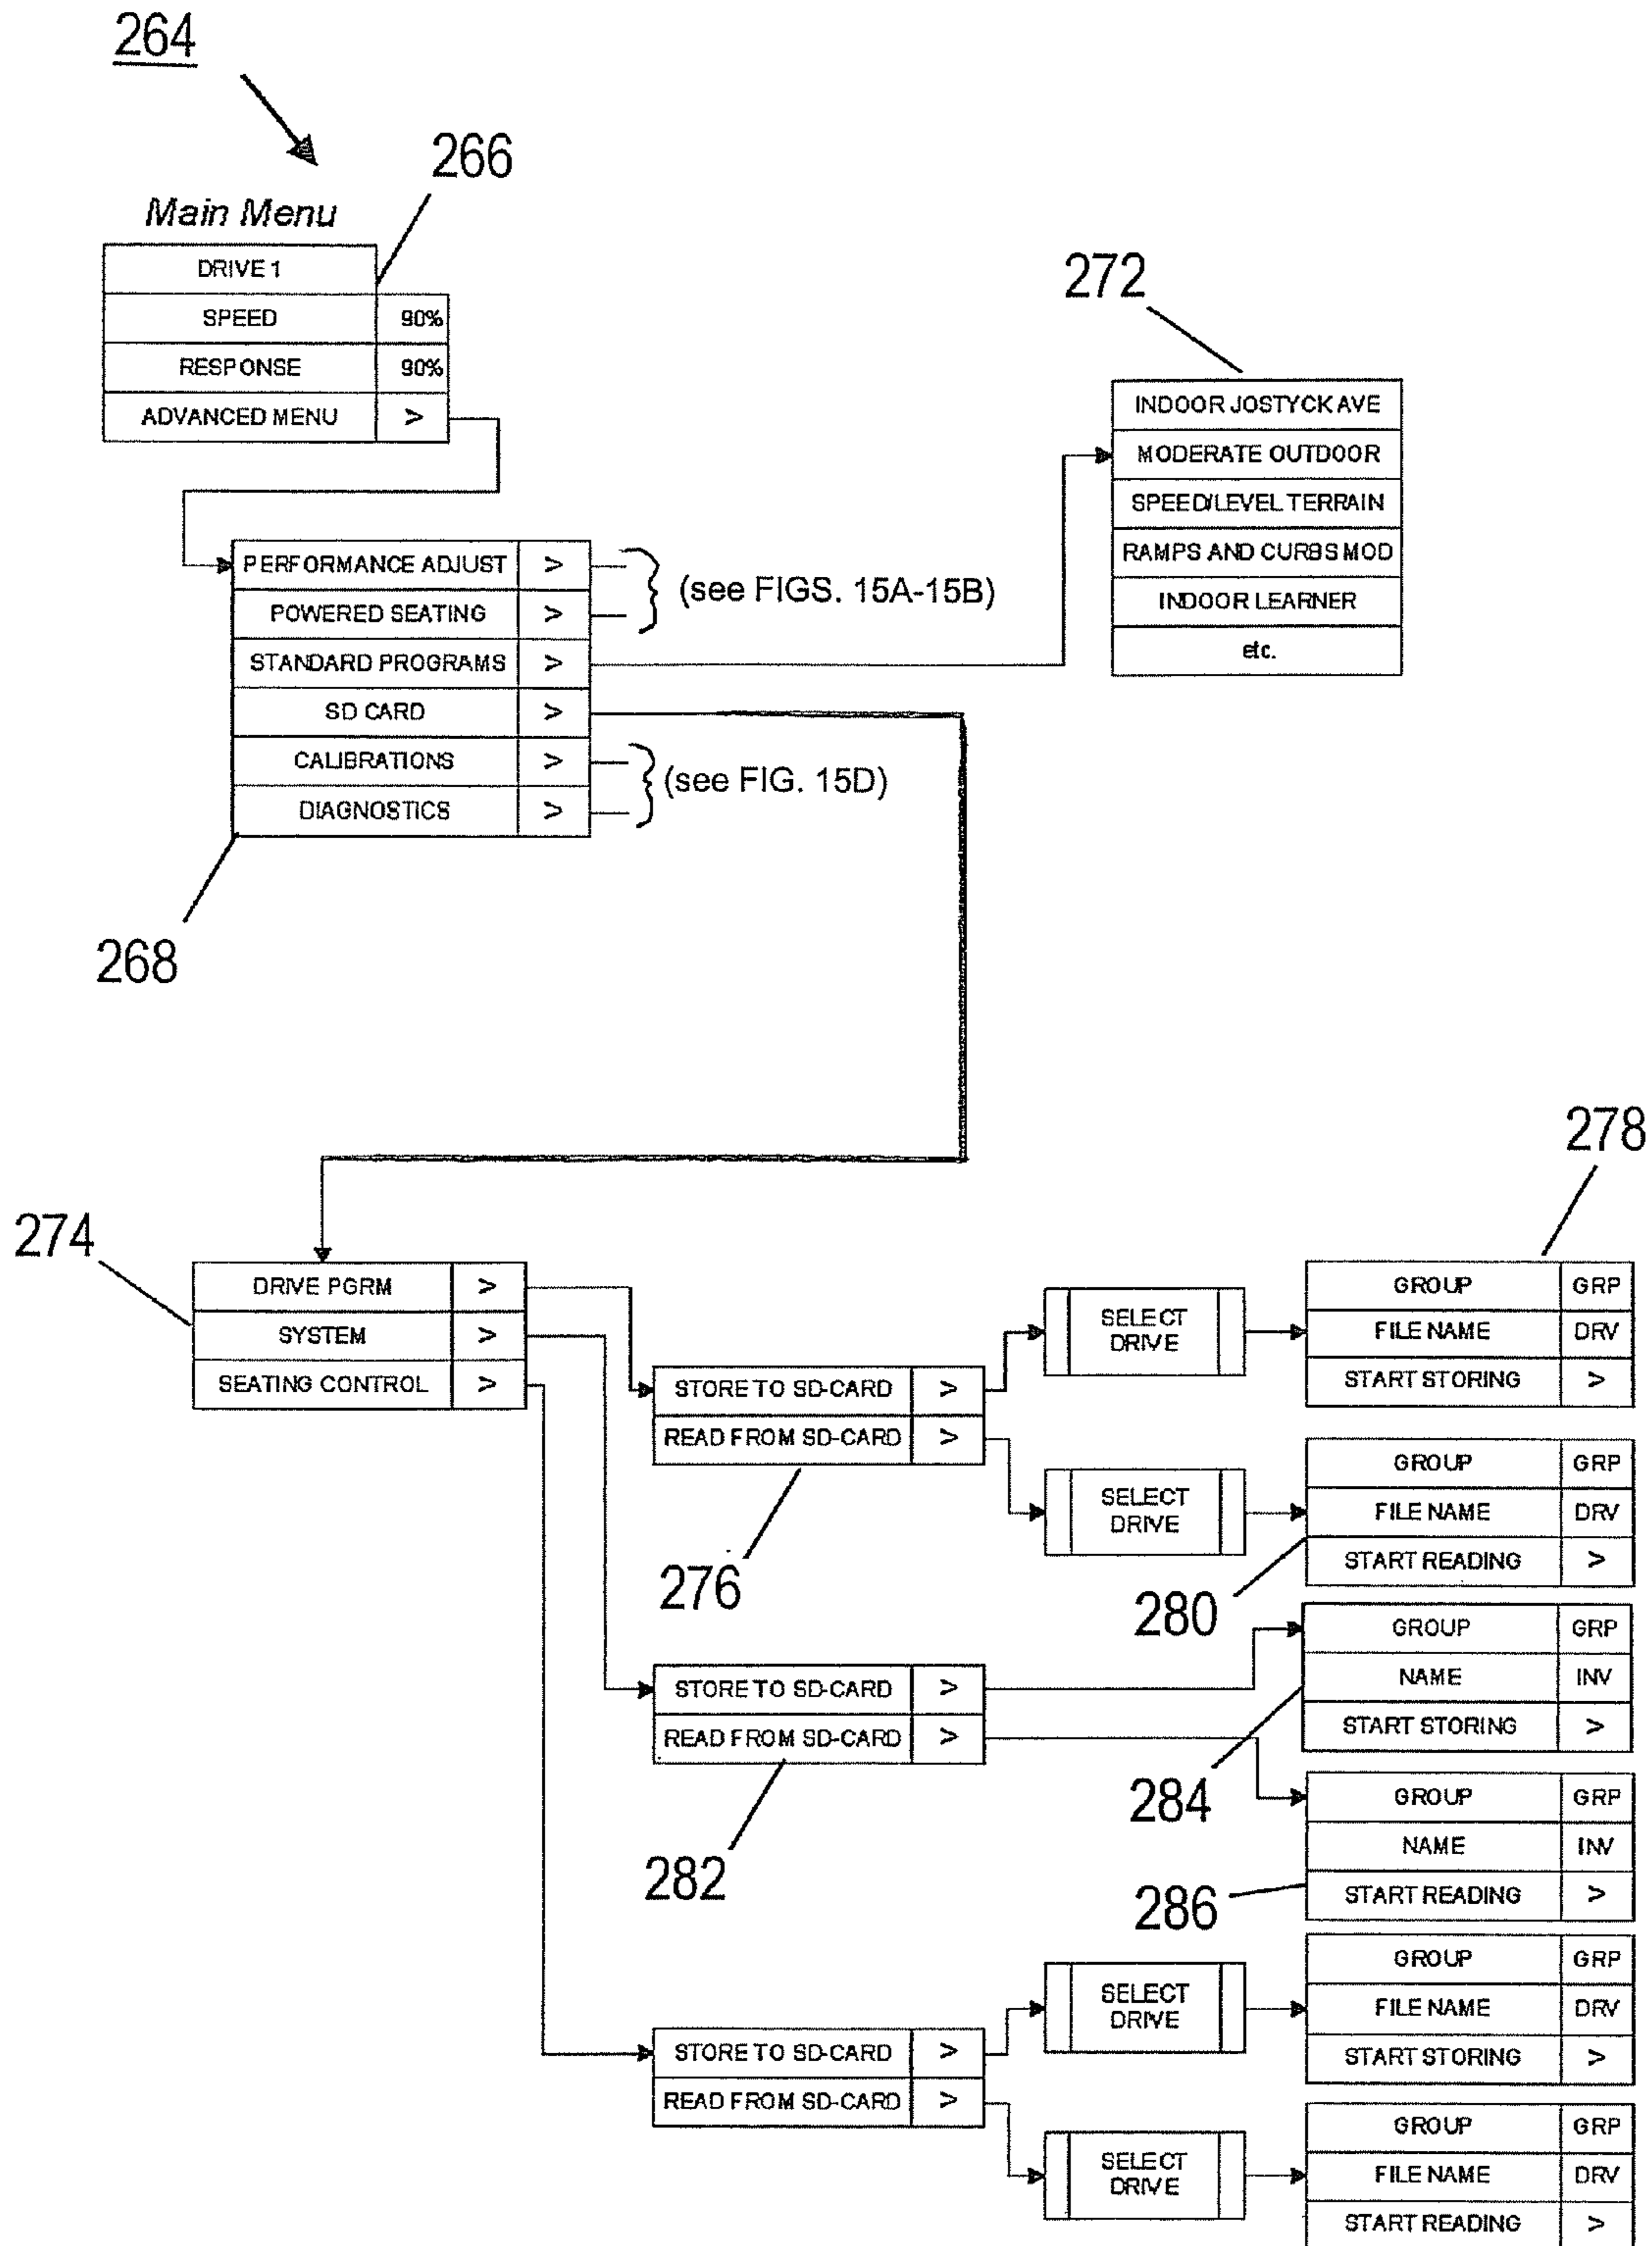 264
266
Main Menu
DRIVE 1
SPEED 90%
RESPONSE 90%
ADVANCED MENU >
272
INDOOR JOSTYCK AVE
MODERATE OUTDOOR
SPEED/LEVEL TERRAIN
RAMPS AND CURBS MOD
INDOOR LEARNER
etc.
PERFORMANCE ADJUST >
POWERED SEATING >
(see FIGS. 15A-15B)
STANDARD PROGRAMS >
SD CARD >
CALIBRATIONS >
DIAGNOSTICS >
(see FIG. 15D)
268
278
274
DRIVE PGRM >
SYSTEM >
SEATING CONTROL >
STORE TO SD-CARD >
READ FROM SD-CARD >
276
SELECT
DRIVE
GROUP GRP
FILE NAME DRV
START STORING >
SELECT
DRIVE
GROUP GRP
FILE NAME DRV
START READING >
280
STORE TO SD-CARD >
READ FROM SD-CARD >
282
GROUP GRP
NAME INV
START STORING >
284
GROUP GRP
NAME INV
START READING >
286
STORE TO SD-CARD >
READ FROM SD-CARD >
SELECT
DRIVE
GROUP GRP
FILE NAME DRV
START STORING >
SELECT
DRIVE
GROUP GRP
FILE NAME DRV
START READING >